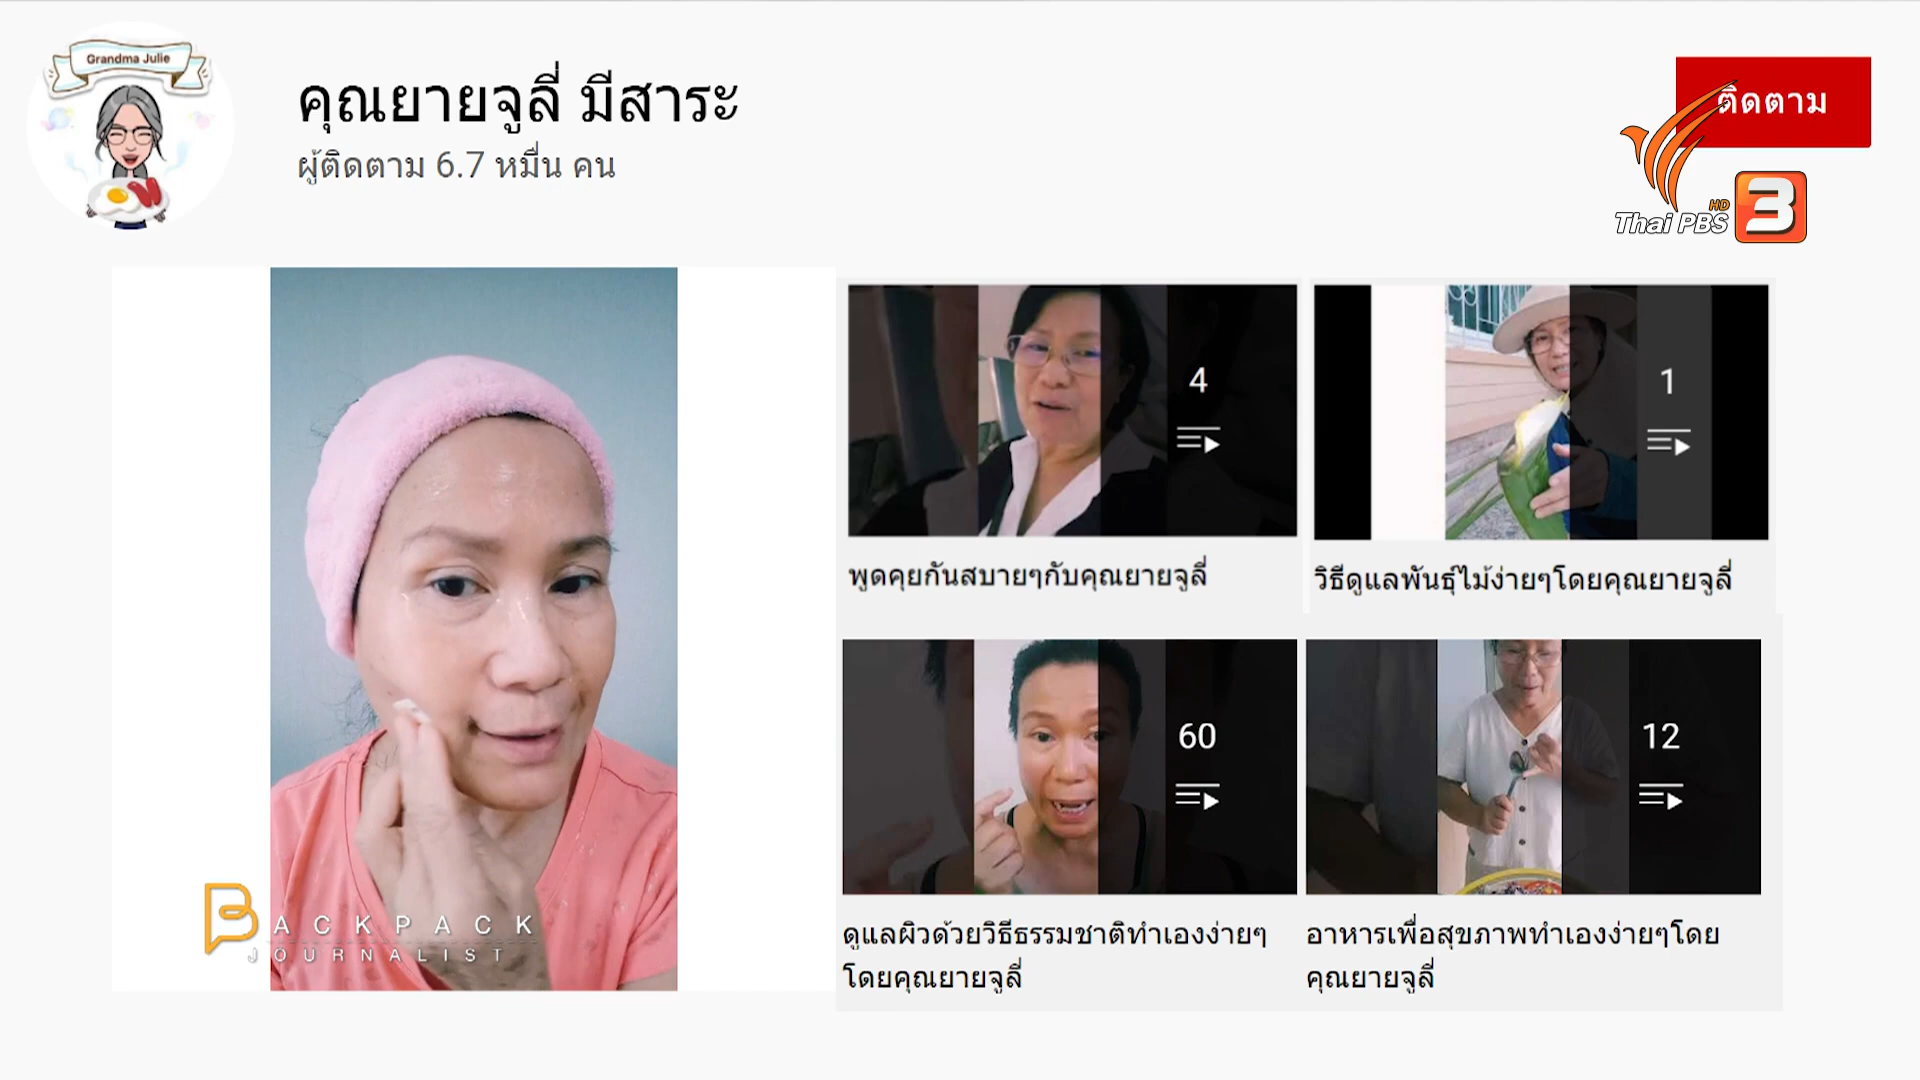 Grandma Julie
คุณยายจูลี่ มีสาระ
ผู้ติดตาม 6.7 หมื่น คน
ติดตาม
HD
Thai PBS 3
4
พูดคุยกันสบายๆกับคุณยายจูลี่
1
วิธีดูแลพันธุ์ไม้ง่ายๆโดยคุณยายจูลี่
60
ดูแลผิวด้วยวิธีธรรมชาติทำเองง่ายๆ
โดยคุณยายจูลี่
12
อาหารเพื่อสุขภาพทำเองง่ายๆโดย
คุณยายจูลี่
BACKPACK
JOURNALIST